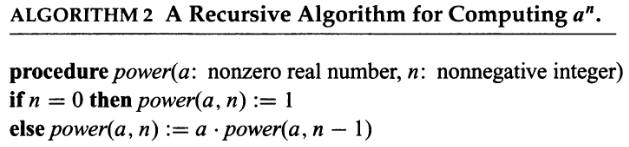 ALGORITHM 2 A Recursive Algorithm for Computing aⁿ.
procedure power(a: nonzero real number, n: nonnegative integer)
if n = 0 then power(a, n) := 1
else power(a, n) := a · power(a, n − 1)